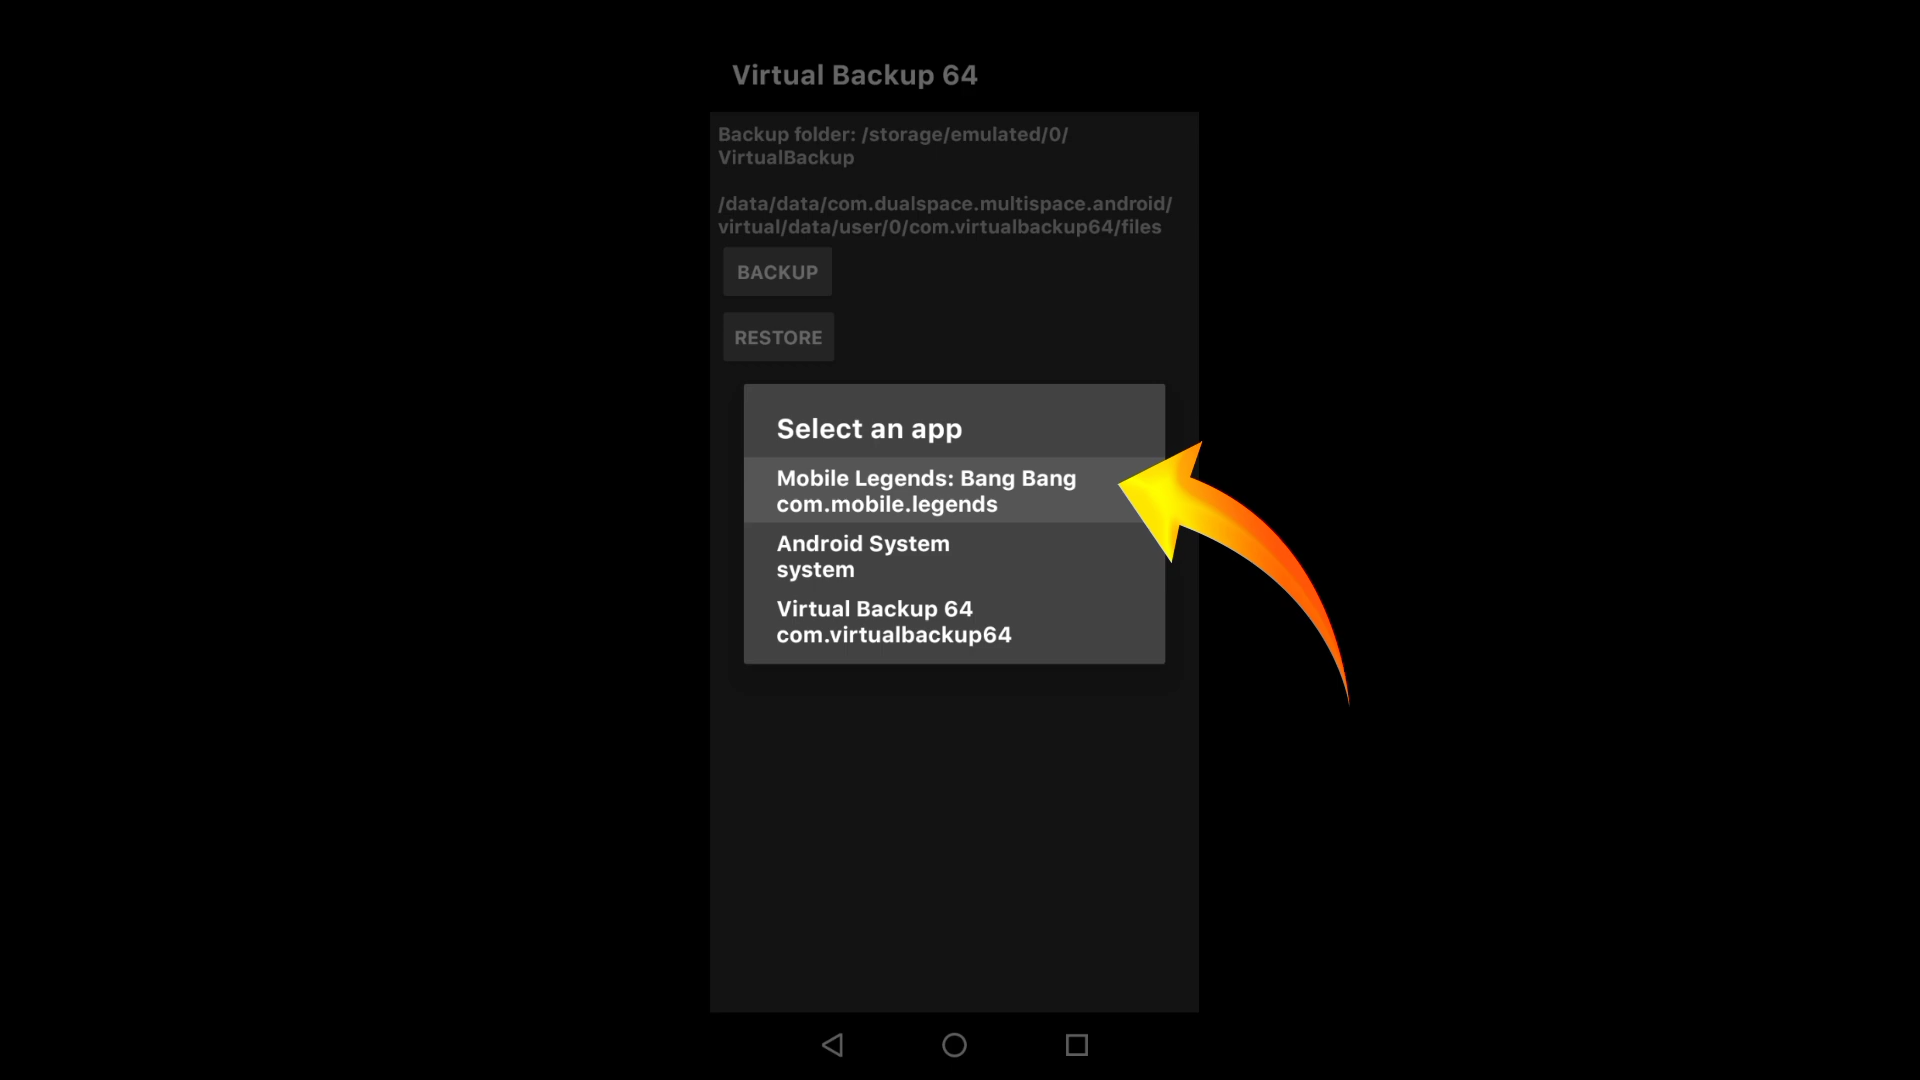 Virtual Backup 64
Backup folder: /storage/emulated/0/
VirtualBackup
/data/data/com.dualspace.multispace.android/
virtual/data/user/0/com.virtualbackup64/files
BACKUP
RESTORE
Select an app
Mobile Legends: Bang Bang
com.mobile.legends
Android System
system
Virtual Backup 64
com.virtualbackup64